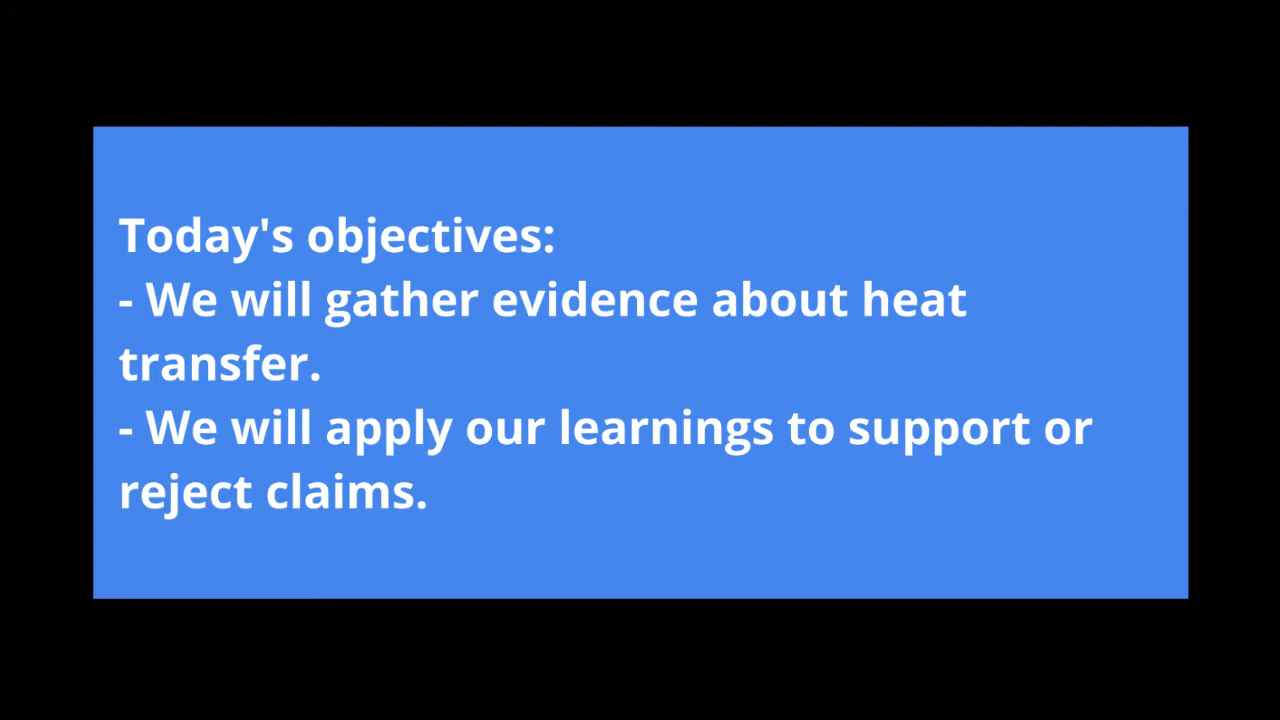 Today's objectives:
- We will gather evidence about heat
transfer.
- We will apply our learnings to support or
reject claims.